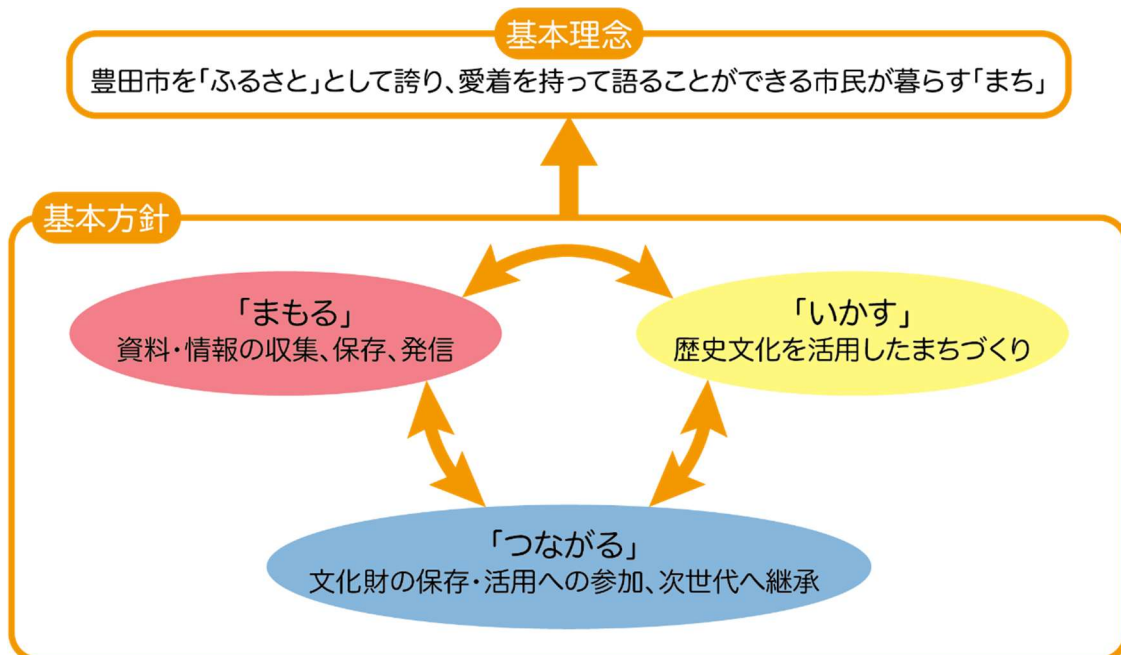 基本理念
豊田市を「ふるさと」として誇り、愛着を持って語ることができる市民が暮らす「まち」
基本方針
「まもる」
資料・情報の収集、保存、発信
「いかす」
歴史文化を活用したまちづくり
「つながる」
文化財の保存・活用への参加、次世代へ継承